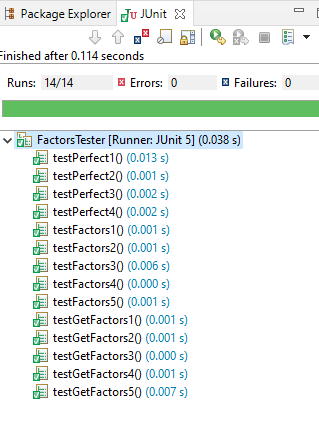 Package Explorer JUnit
Finished after 0.114 seconds
Runs: 14/14 Errors: 0 Failures: 0
FactorsTester [Runner: JUnit 5] (0.038 s)
testPerfect1() (0.013 s)
testPerfect2() (0.001 s)
testPerfect3() (0.002 s)
testPerfect4() (0.002 s)
testFactors1() (0.001 s)
testFactors2() (0.001 s)
testFactors3() (0.006 s)
testFactors4() (0.000 s)
testFactors5() (0.001 s)
testGetFactors1() (0.001 s)
testGetFactors2() (0.001 s)
testGetFactors3() (0.000 s)
testGetFactors4() (0.001 s)
testGetFactors5() (0.007 s)